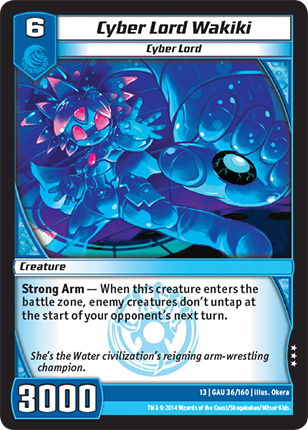 6
Cyber Lord Wakiki
Cyber Lord
Creature
Strong Arm — When this creature enters the
battle zone, enemy creatures don't untap at
the start of your opponent's next turn.
She's the Water civilization's reigning arm-wrestling
champion.
3000
13 | GAU 36/160 | Illus. Okera
TM & © 2014 Wizards of the Coast/Shogakukan/Mitsui-Kids.